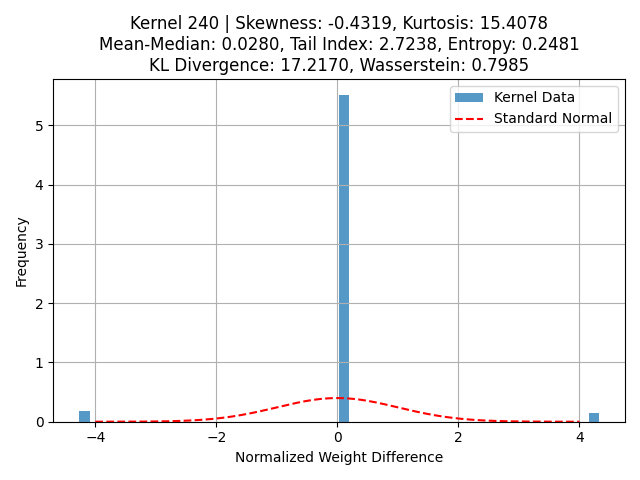 Kernel 240 | Skewness: -0.4319, Kurtosis: 15.4078
Mean-Median: 0.0280, Tail Index: 2.7238, Entropy: 0.2481
KL Divergence: 17.2170, Wasserstein: 0.7985
Kernel Data
Standard Normal
Frequency
5
4
3
2
1
0
−4
−2
0
2
4
Normalized Weight Difference